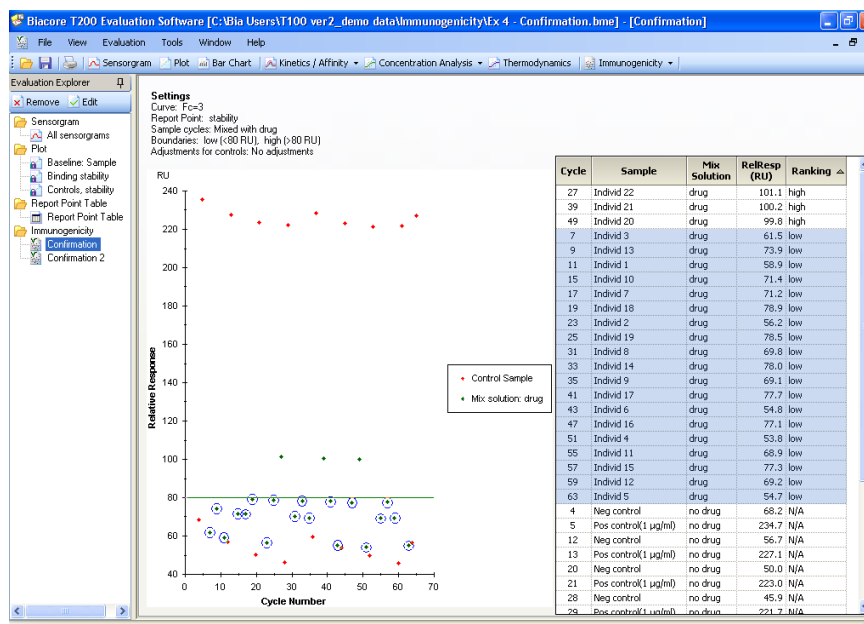 Biacore T200 Evaluation Software [C:\Bia Users\T100 ver2_demo data\Immunogenicity\Ex 4 - Confirmation.bme] - [Confirmation]
File View Evaluation Tools Window Help
Sensorgram Plot Bar Chart Kinetics / Affinity Concentration Analysis Thermodynamics Immunogenicity
Evaluation Explorer
Remove Edit
Sensorgram
All sensorgrams
Plot
Baseline: Sample
Binding stability
Controls, stability
Report Point Table
Report Point Table
Immunogenicity
Confirmation
Confirmation 2
Settings
Curve: Fc=3
Report Point: stability
Sample cycles: Mixed with drug
Boundaries: low (<80 RU), high (>80 RU)
Adjustments for controls: No adjustments
RU
240
220
200
180
160
140
120
100
80
60
40
0 10 20 30 40 50 60 70
Relative Response
Cycle Number
Control Sample
Mix solution: drug
Cycle Sample Mix Solution RelResp (RU) Ranking
27 Individ 22 drug 101.1 high
39 Individ 21 drug 100.2 high
49 Individ 20 drug 99.8 high
7 Individ 3 drug 61.5 low
9 Individ 13 drug 73.9 low
11 Individ 1 drug 58.9 low
15 Individ 10 drug 71.4 low
17 Individ 7 drug 71.2 low
19 Individ 18 drug 78.9 low
23 Individ 2 drug 56.2 low
25 Individ 19 drug 78.5 low
31 Individ 8 drug 69.8 low
33 Individ 14 drug 78.0 low
35 Individ 9 drug 69.1 low
41 Individ 17 drug 77.7 low
43 Individ 6 drug 54.8 low
47 Individ 16 drug 77.1 low
51 Individ 4 drug 53.8 low
55 Individ 11 drug 68.9 low
57 Individ 15 drug 77.3 low
59 Individ 12 drug 69.2 low
63 Individ 5 drug 54.7 low
4 Neg control no drug 68.2 N/A
5 Pos control(1 µg/ml) no drug 234.7 N/A
12 Neg control no drug 56.7 N/A
13 Pos control(1 µg/ml) no drug 227.1 N/A
20 Neg control no drug 50.0 N/A
21 Pos control(1 µg/ml) no drug 223.0 N/A
28 Neg control no drug 45.9 N/A
29 Pos control(1 µg/ml) no drug 221.7 N/A